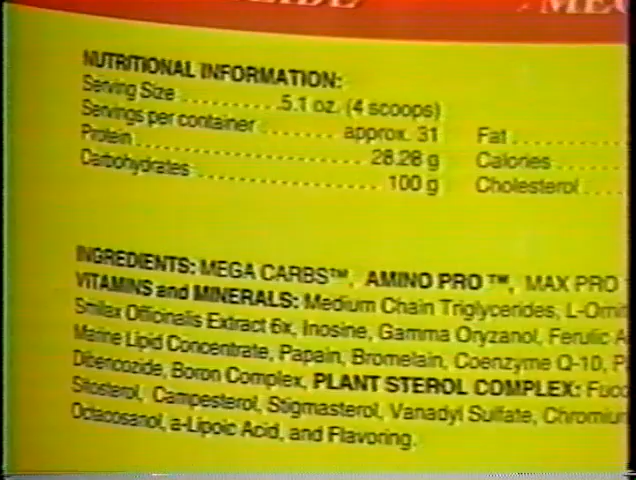 NUTRITIONAL INFORMATION:
Serving Size ............ 5.1 oz. (4 scoops)
Servings per container ......... approx. 31
Protein ............................ 28.28 g
Carbohydrates ...................... 100 g
Fat ..............
Calories ..........
Cholesterol .....
INGREDIENTS: MEGA CARBS™, AMINO PRO™, MAX PRO
VITAMINS and MINERALS: Medium Chain Triglycerides, L-Ornit
Smilax Officinalis Extract 6x, Inosine, Gamma Oryzanol, Ferulic A
Marine Lipid Concentrate, Papain, Bromelain, Coenzyme Q-10, P
Dibencozide, Boron Complex, PLANT STEROL COMPLEX: Fuco
Sitosterol, Campesterol, Stigmasterol, Vanadyl Sulfate, Chromium
Octacosanol, a-Lipoic Acid, and Flavoring.